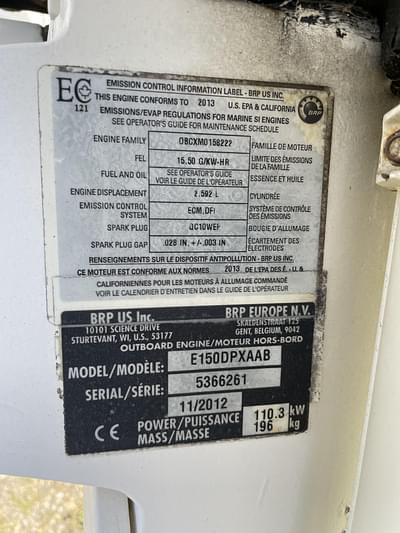 EC
121
EMISSION CONTROL INFORMATION LABEL - BRP US INC.
THIS ENGINE CONFORMS TO 2013 U.S. EPA & CALIFORNIA
EMISSIONS/EVAP REGULATIONS FOR MARINE SI ENGINES
SEE OPERATOR'S GUIDE FOR MAINTENANCE SCHEDULE
BRP
ENGINE FAMILY DBCXM0158222 FAMILLE DE MOTEUR
FEL 15.50 G/KW-HR LIMITE DES ÉMISSIONS DE LA FAMILLE
FUEL AND OIL SEE OPERATOR'S GUIDE VOIR LE GUIDE DE L'OPÉRATEUR ESSENCE ET HUILE
ENGINE DISPLACEMENT 2.592 L CYLINDRÉE
EMISSION CONTROL SYSTEM ECM,DFI SYSTÈME DE CONTRÔLE DES ÉMISSIONS
SPARK PLUG QC10WEP BOUGIE D'ALLUMAGE
SPARK PLUG GAP .028 IN.+/-.003 IN ÉCARTEMENT DES ÉLECTRODES
RENSEIGNEMENTS SUR LE DISPOSITIF ANTIPOLLUTION - BRP US INC.
CE MOTEUR EST CONFORME AUX NORMES 2013 DE L'EPA DES É.-U. &
CALIFORNIENNES POUR LES MOTEURS À ALLUMAGE COMMANDÉ
VOIR LE CALENDRIER D'ENTRETIEN DANS LE GUIDE DE L'OPÉRATEUR
BRP US Inc. BRP EUROPE N.V.
10101 SCIENCE DRIVE SKALDENSTRAAT 125
STURTEVANT, WI, U.S., 53177 GENT, BELGIUM, 9042
OUTBOARD ENGINE/MOTEUR HORS-BORD
MODEL/MODÈLE: E150DPXAAB
SERIAL/SÉRIE: 5366261
11/2012
CE POWER/PUISSANCE 110.3 kW
MASS/MASSE 196 kg